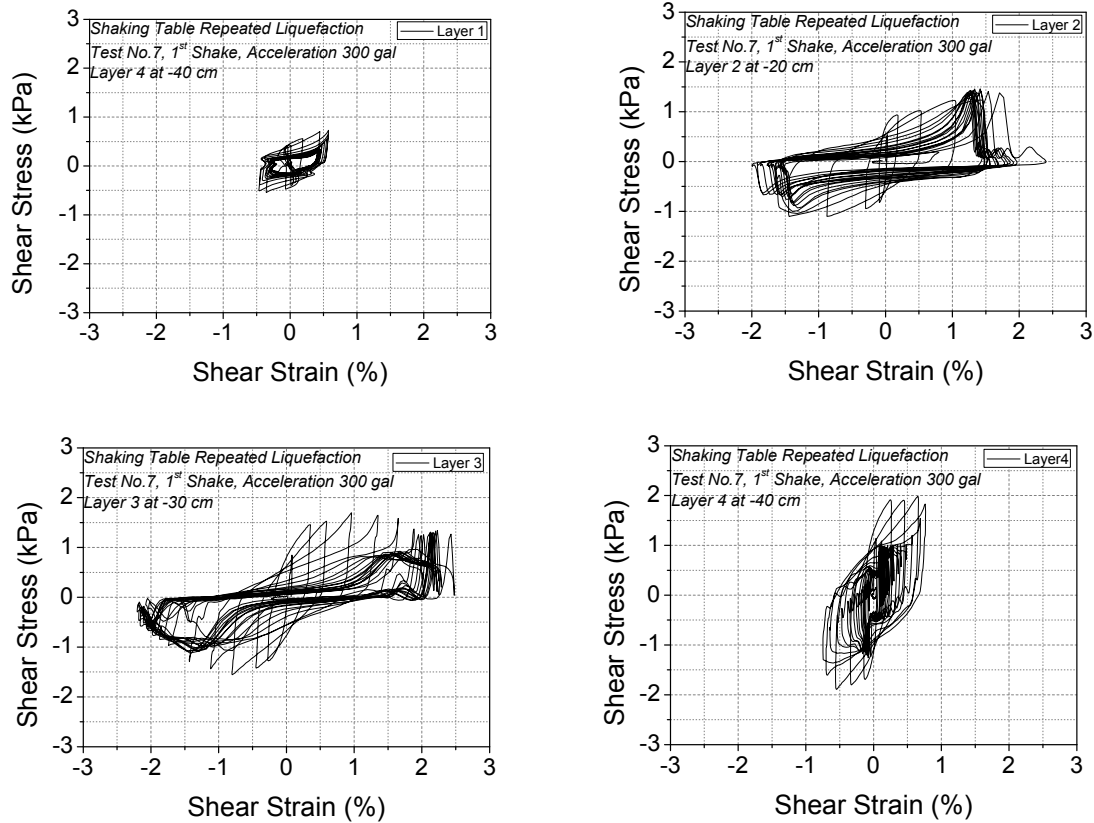 Shaking Table Repeated Liquefaction
Test No.7, 1st Shake, Acceleration 300 gal
Layer 4 at -40 cm
Layer 1
3
2
1
0
-1
-2
-3
Shear Stress (kPa)
-3 -2 -1 0 1 2 3
Shear Strain (%)
Shaking Table Repeated Liquefaction
Test No.7, 1st Shake, Acceleration 300 gal
Layer 2 at -20 cm
Layer 2
3
2
1
0
-1
-2
-3
Shear Stress (kPa)
-3 -2 -1 0 1 2 3
Shear Strain (%)
Shaking Table Repeated Liquefaction
Test No.7, 1st Shake, Acceleration 300 gal
Layer 3 at -30 cm
Layer 3
3
2
1
0
-1
-2
-3
Shear Stress (kPa)
-3 -2 -1 0 1 2 3
Shear Strain (%)
Shaking Table Repeated Liquefaction
Test No.7, 1st Shake, Acceleration 300 gal
Layer 4 at -40 cm
Layer4
3
2
1
0
-1
-2
-3
Shear Stress (kPa)
-3 -2 -1 0 1 2 3
Shear Strain (%)